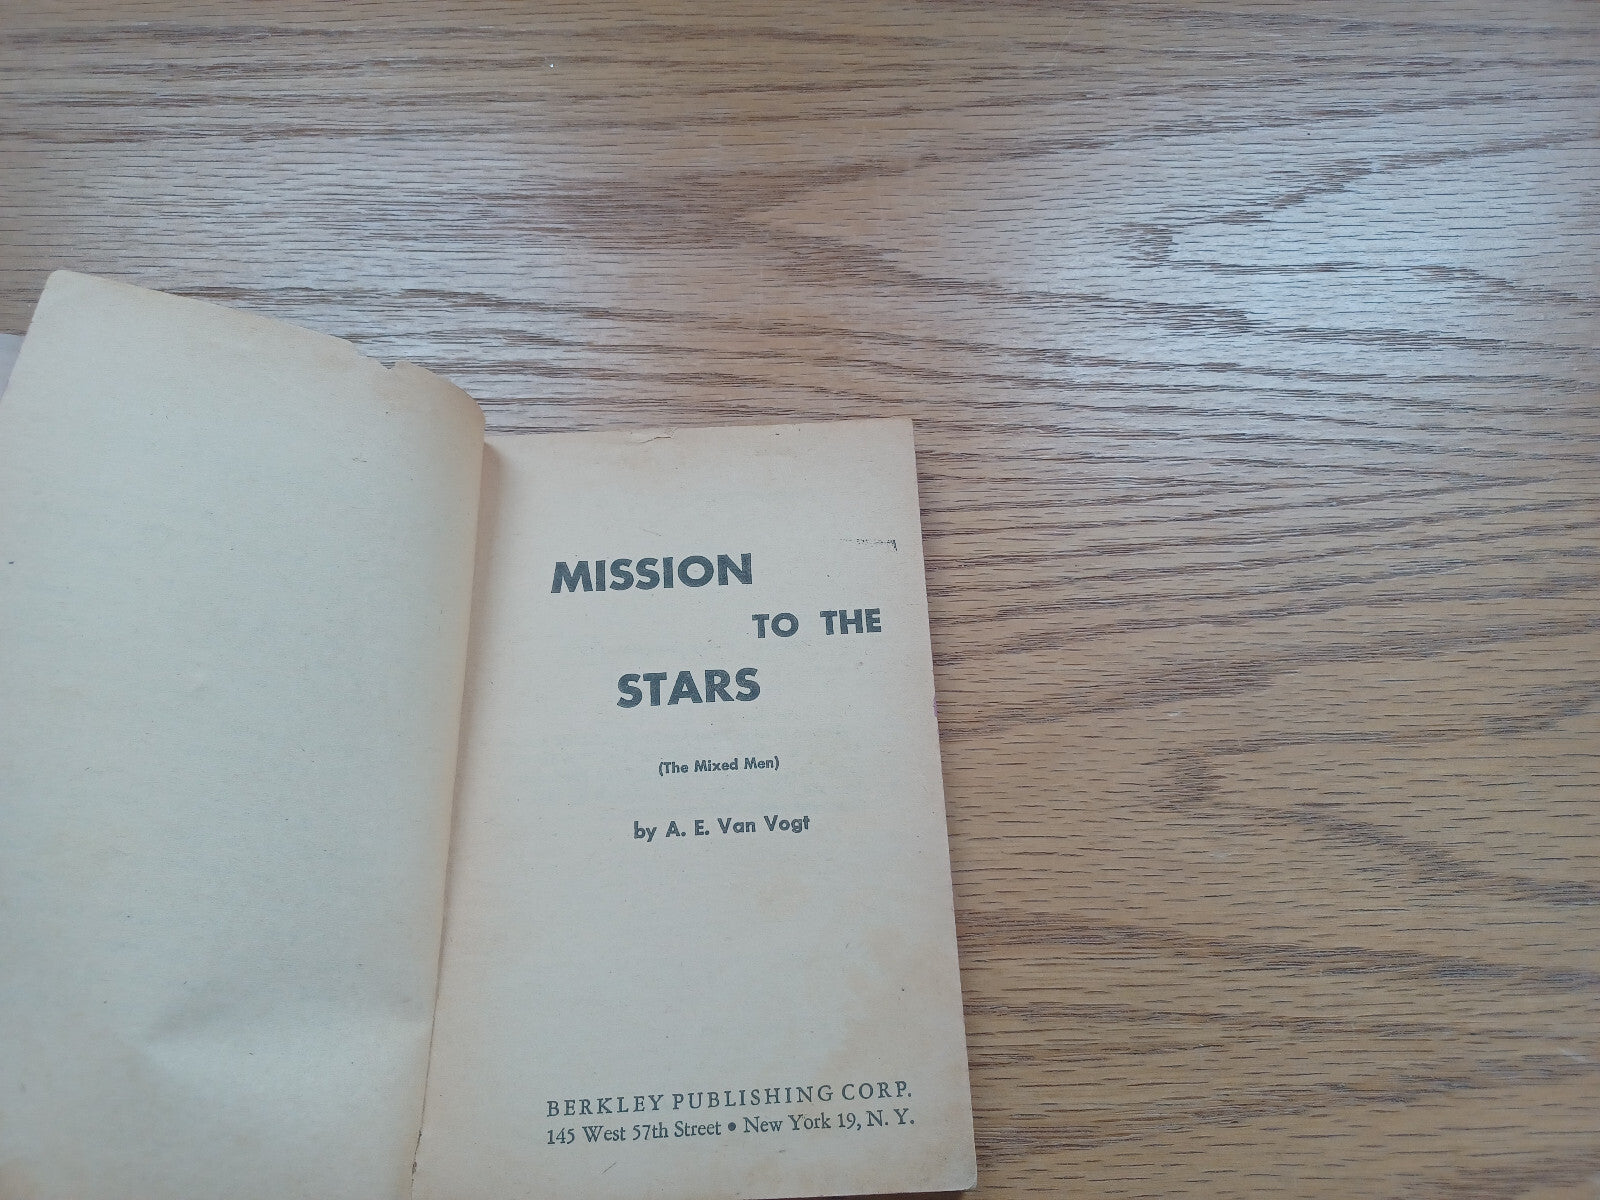 MISSION
TO THE
STARS
(The Mixed Men)
by A. E. Van Vogt
BERKLEY PUBLISHING CORP.
145 West 57th Street • New York 19, N. Y.